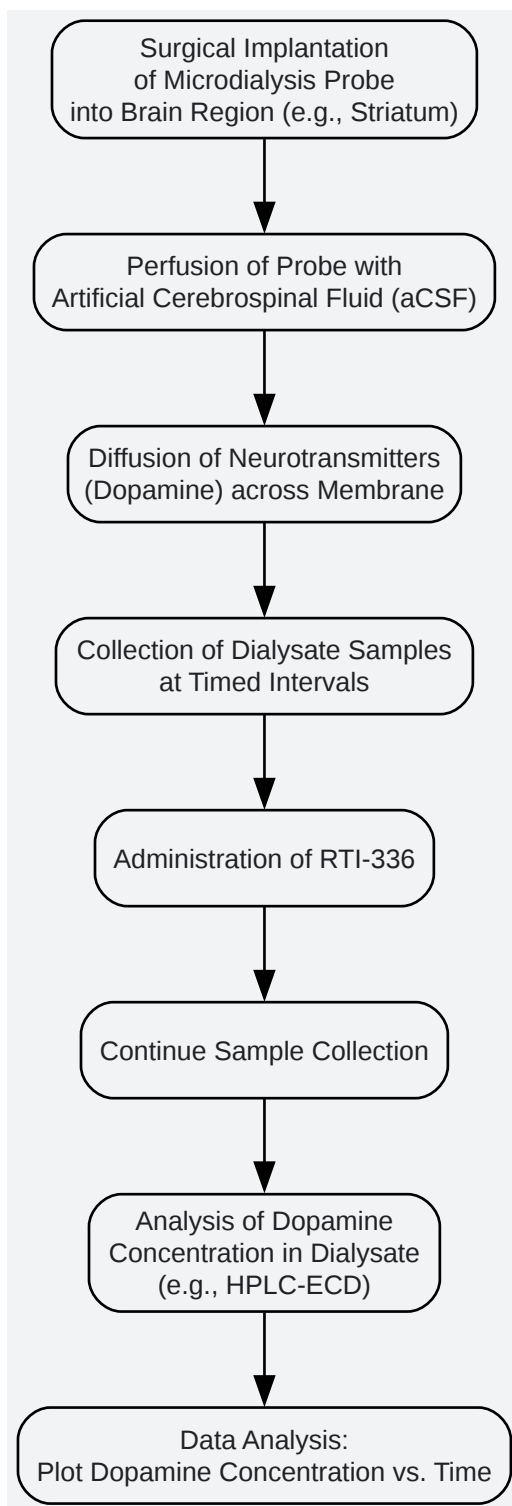 Surgical Implantation
of Microdialysis Probe
into Brain Region (e.g., Striatum)
Perfusion of Probe with
Artificial Cerebrospinal Fluid (aCSF)
Diffusion of Neurotransmitters
(Dopamine) across Membrane
Collection of Dialysate Samples
at Timed Intervals
Administration of RTI-336
Continue Sample Collection
Analysis of Dopamine
Concentration in Dialysate
(e.g., HPLC-ECD)
Data Analysis:
Plot Dopamine Concentration vs. Time